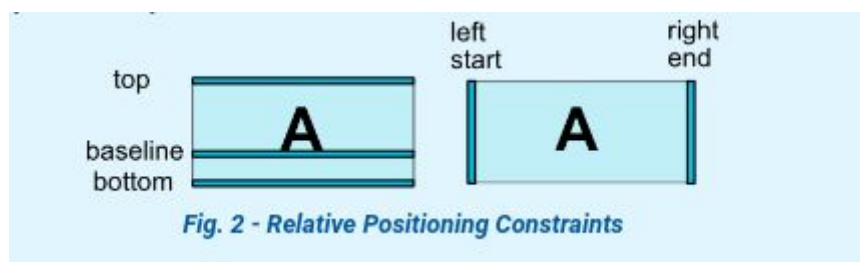 left
start
right
end
top
A
A
baseline
bottom
Fig. 2 - Relative Positioning Constraints